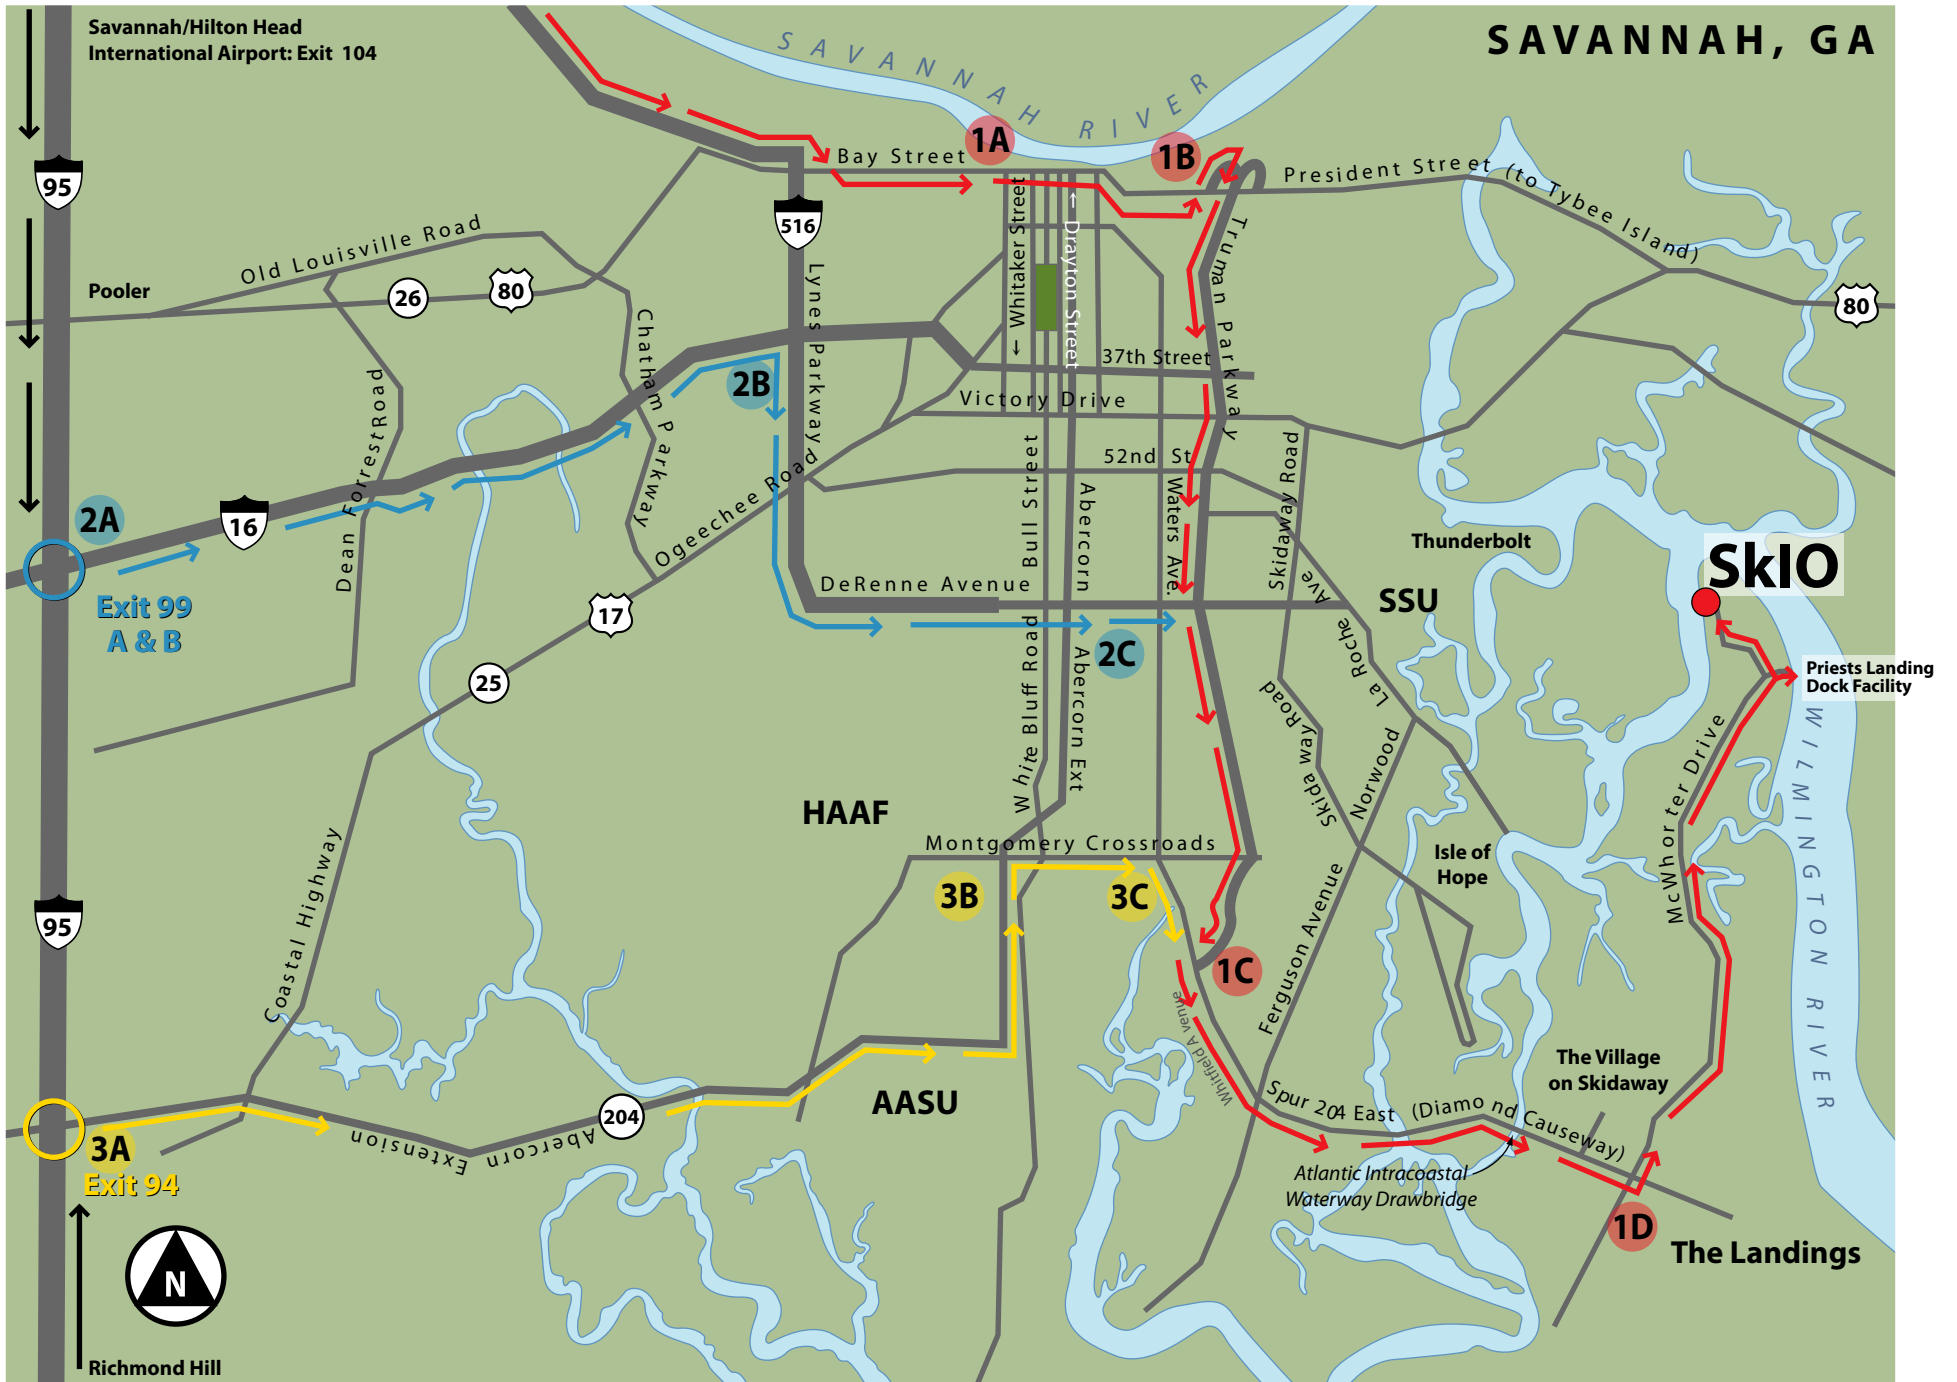 Savannah/Hilton Head
International Airport: Exit 104
SAVANNAH, GA
SAVANNAH RIVER
1A
1B
Bay Street
President Street (to Tybee Island)
95
516
Old Louisville Road
Pooler
26
80
80
Whitaker Street →
← Drayton Street
Truman Parkway
Lynes Parkway
Chatham Parkway
37th Street
2B
Victory Drive
Dean Forrest Road
52nd St
Skidaway Road
Bull Street
Abercorn
Waters Ave.
Ogeechee Road
2A
16
Thunderbolt
SkIO
DeRenne Avenue
La Roche Ave
SSU
Exit 99
A & B
17
2C
25
White Bluff Road
Abercorn Ext
Skidaway Road
Norwood
Priests Landing
Dock Facility
WILMINGTON RIVER
McWhorter Drive
HAAF
Montgomery Crossroads
Isle of
Hope
3B
3C
95
Coastal Highway
1C
Ferguson Avenue
Whitfield Avenue
The Village
on Skidaway
AASU
204
Abercorn Extension
Spur 204 East (Diamond Causeway)
3A
Exit 94
Atlantic Intracoastal
Waterway Drawbridge
1D
The Landings
N
Richmond Hill